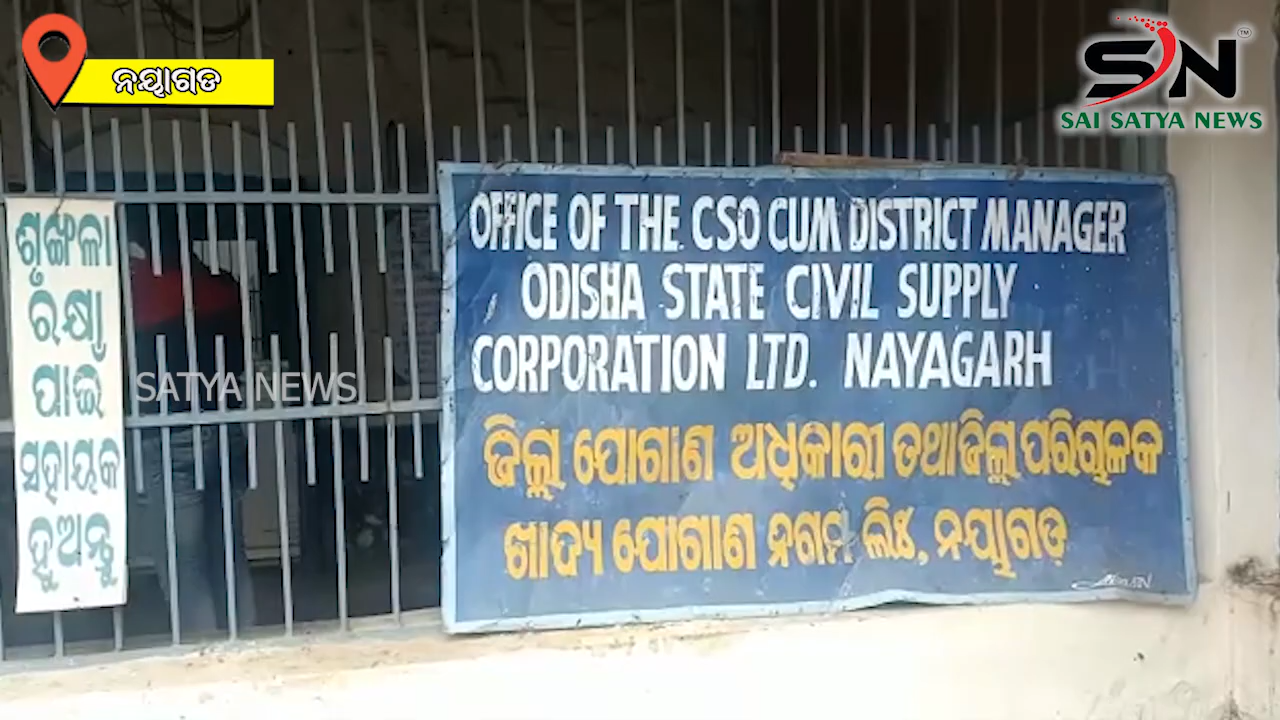 ନୟାଗଡ
SN
SAI SATYA NEWS
OFFICE OF THE CSO CUM DISTRICT MANAGER
ODISHA STATE CIVIL SUPPLY
CORPORATION LTD. NAYAGARH
ଜିଲ୍ଲା ଯୋଗାଣ ଅଧିକାରୀ ତଥା ଜିଲ୍ଲା ପରିଚାଳକ
ଖାଦ୍ୟ ଯୋଗାଣ ନିଗମ ଲିଃ, ନୟାଗଡ଼
ଶୃଙ୍ଖଳା
ରକ୍ଷା
ପାଇଁ
ସହାୟକ
ହୁଅନ୍ତୁ
SATYA NEWS